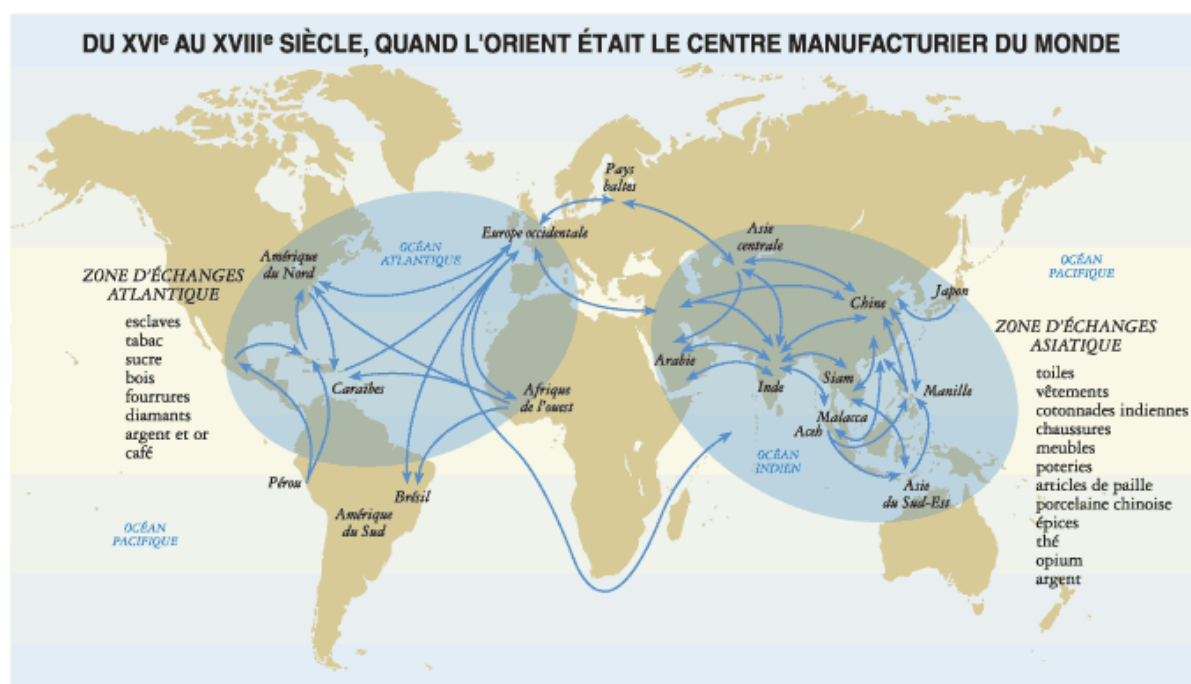 DU XVIe AU XVIIIe SIÈCLE, QUAND L'ORIENT ÉTAIT LE CENTRE MANUFACTURIER DU MONDE
Pays
baltes
Europe occidentale
OCÉAN
ATLANTIQUE
Amérique
du Nord
Asie
centrale
OCÉAN
PACIFIQUE
ZONE D'ÉCHANGES
ATLANTIQUE
esclaves
tabac
sucre
bois
fourrures
diamants
argent et or
café
Chine
Japon
ZONE D'ÉCHANGES
ASIATIQUE
toiles
vêtements
cotonnades indiennes
chaussures
meubles
poteries
articles de paille
porcelaine chinoise
épices
thé
opium
argent
Arabie
Inde
Siam
Manille
Malacca
Aceh
Caraïbes
Afrique
de l'ouest
OCÉAN
INDIEN
Asie
du Sud-Est
Pérou
Brésil
Amérique
du Sud
OCÉAN
PACIFIQUE